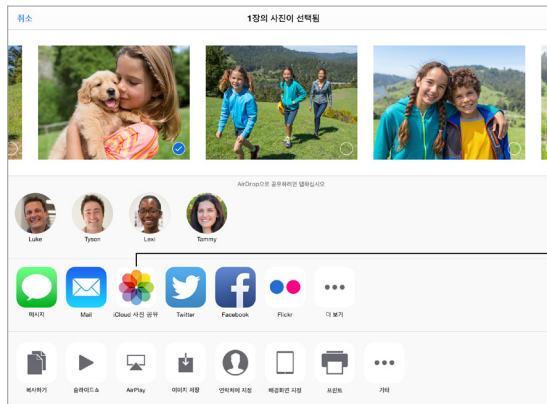 취소
1장의 사진이 선택됨
AirDrop으로 공유하려면 탭하십시오
Luke
Tyson
Lexi
Tammy
메시지
Mail
iCloud 사진 공유
Twitter
Facebook
Flickr
더 보기
복사하기
슬라이드쇼
AirPlay
이미지 저장
연락처에 지정
배경화면 지정
프린트
기타